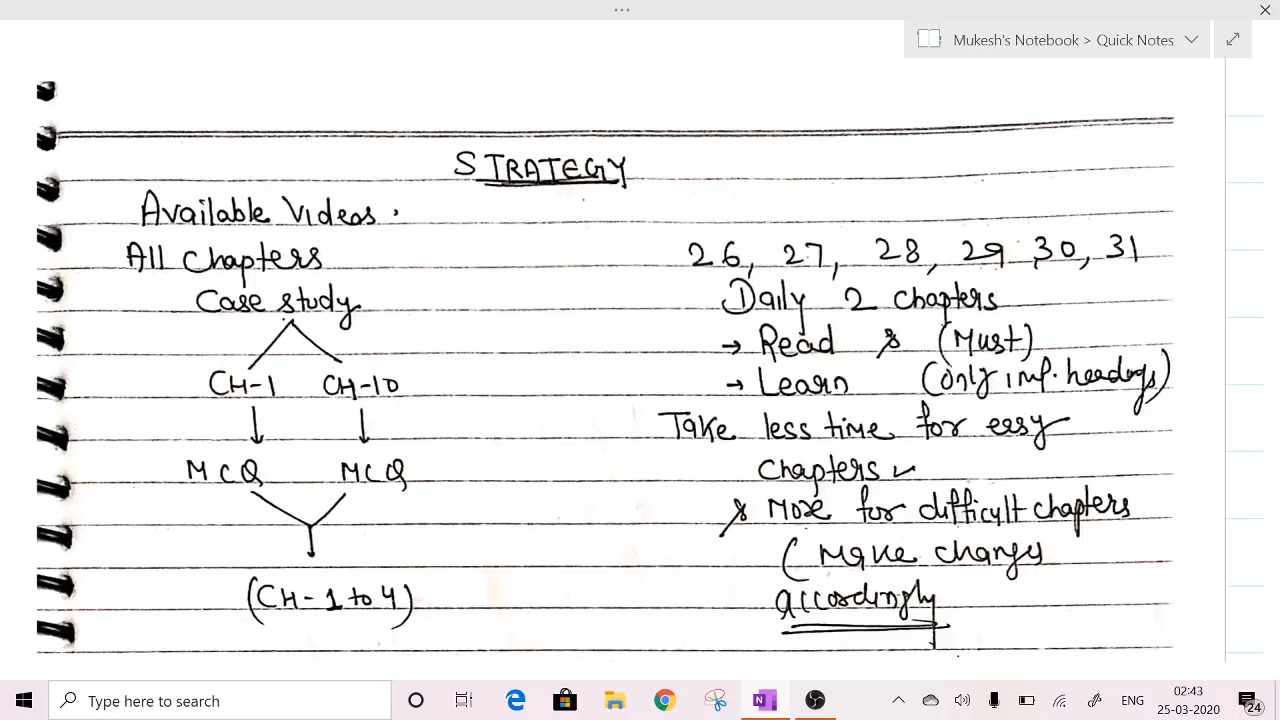 Mukesh's Notebook > Quick Notes
STRATEGY
Available Videos.
All Chapters
Case study
CH-1 CH-10
MCQ MCQ
(CH-1 to 4)
26, 27, 28, 29, 30, 31
Daily 2 chapters
→ Read & (Must)
→ Learn (Only imp. headings)
Take less time for easy
Chapters ✓
& More for difficult chapters
(Make changes
accordingly
Type here to search
ENG
02:43
25-03-2020
24